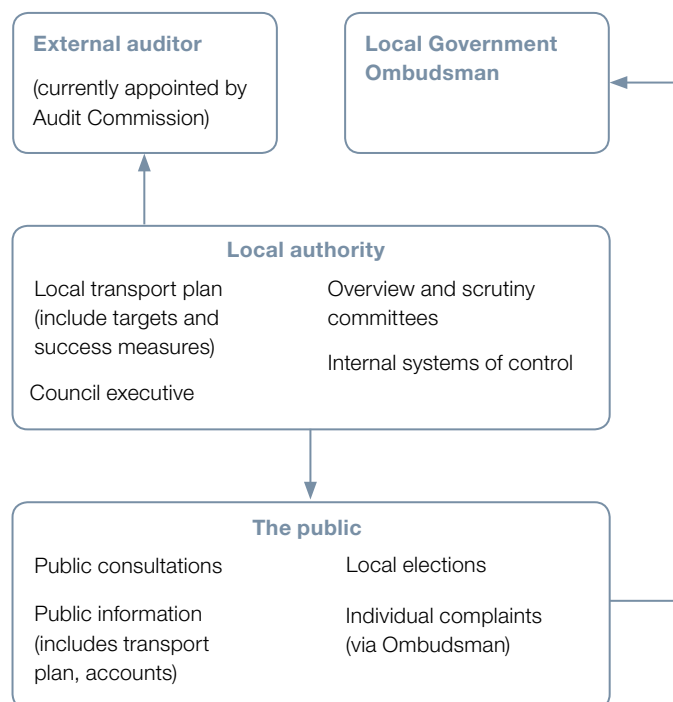 External auditor
(currently appointed by
Audit Commission)
Local Government
Ombudsman
Local authority
Local transport plan
(include targets and
success measures)
Council executive
Overview and scrutiny
committees
Internal systems of control
The public
Public consultations
Public information
(includes transport
plan, accounts)
Local elections
Individual complaints
(via Ombudsman)